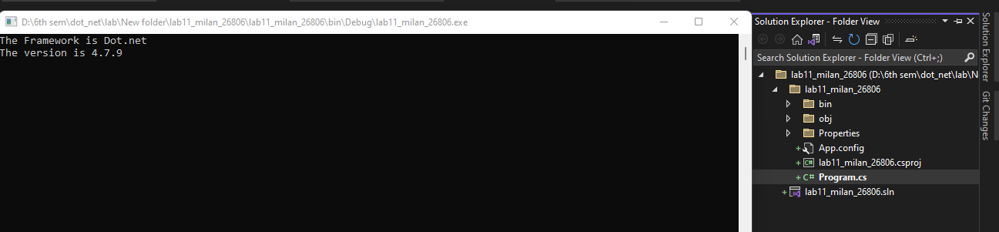 D:\6th sem\dot_net\lab\New folder\lab11_milan_26806\lab11_milan_26806\bin\Debug\lab11_milan_26806.exe
The Framework is Dot.net
The version is 4.7.9
Solution Explorer - Folder View
Search Solution Explorer - Folder View (Ctrl+;)
lab11_milan_26806 (D:\6th sem\dot_net\lab\N
lab11_milan_26806
bin
obj
Properties
+ App.config
+ C# lab11_milan_26806.csproj
+ C# Program.cs
+ lab11_milan_26806.sln
Solution Explorer
Git Changes